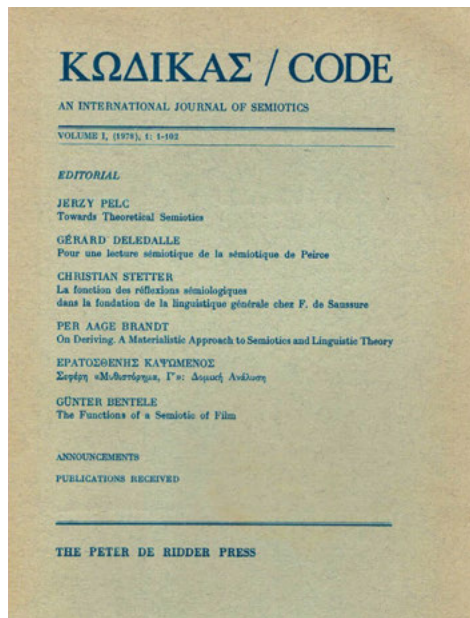 ΚΩΔΙΚΑΣ / CODE
AN INTERNATIONAL JOURNAL OF SEMIOTICS
VOLUME I, (1978), 1: 1-102
EDITORIAL
JERZY PELC
Towards Theoretical Semiotics
GÉRARD DELEDALLE
Pour une lecture sémiotique de la sémiotique de Peirce
CHRISTIAN STETTER
La fonction des réflexions sémiologiques
dans la fondation de la linguistique générale chez F. de Saussure
PER AAGE BRANDT
On Deriving. A Materialistic Approach to Semiotics and Linguistic Theory
ΕΡΑΤΟΣΘΕΝΗΣ ΚΑΨΩΜΕΝΟΣ
Σεφέρη «Μυθιστόρημα, Γ'»: Δομική Ανάλυση
GÜNTER BENTELE
The Functions of a Semiotic of Film
ANNOUNCEMENTS
PUBLICATIONS RECEIVED
THE PETER DE RIDDER PRESS